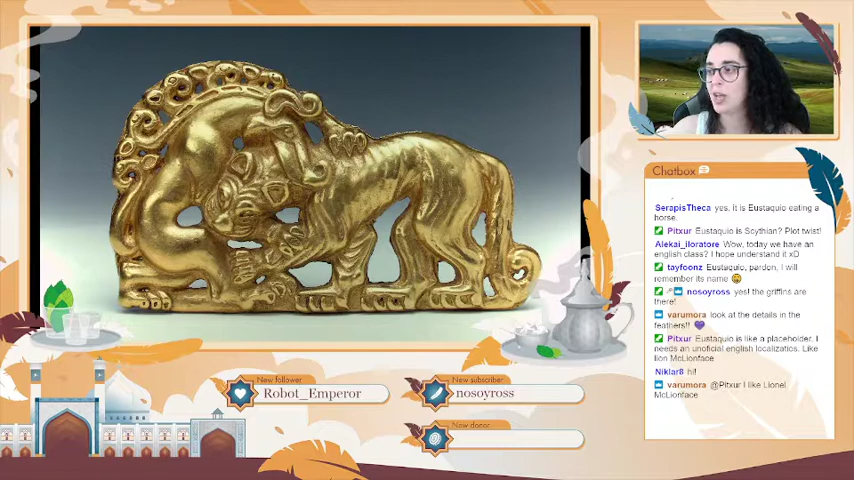 Chatbox
SerapisTheca yes, it is Eustaquio eating a
horse.
Pitxur Eustaquio is Scythian? Plot twist!
Alekai_iloratore Wow, today we have an
english class? I hope understand it xD
tayfoonz Eustaquio, pardon, I will
remember its name
nosoyross yes! the griffins are
there!
varumora look at the details in the
feathers!!
Pitxur Eustaquio is like a placeholder. I
needs an unoficial english localizatics. Like
lion McLionface
Niklar8 hi!
varumora @Pitxur I like Lionel
McLionface
New follower
Robot_Emperor
New subscriber
nosoyross
New donor